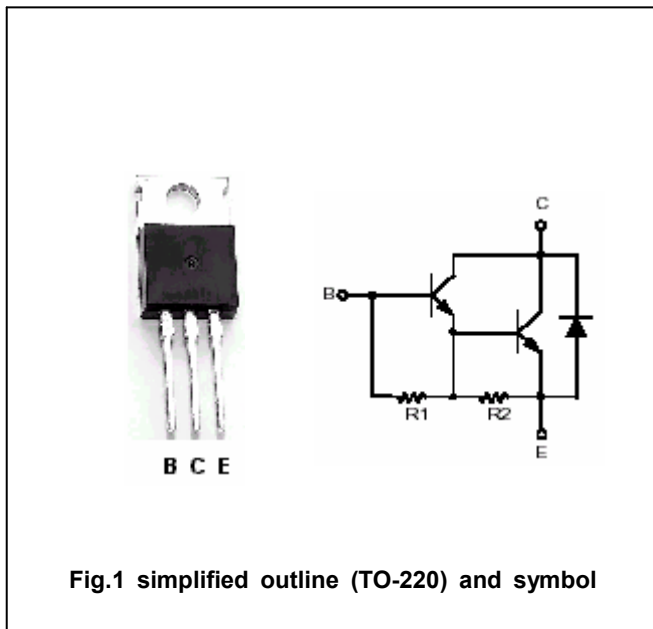 C
B
R1
R2
E
B C E
Fig.1 simplified outline (TO-220) and symbol